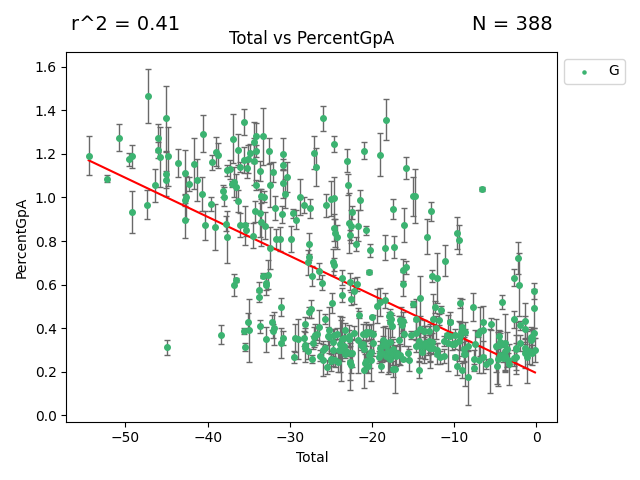 r^2 = 0.41
N = 388
Total vs PercentGpA
G
1.6
1.4
1.2
1.0
0.8
0.6
0.4
0.2
0.0
PercentGpA
−50
−40
−30
−20
−10
0
Total